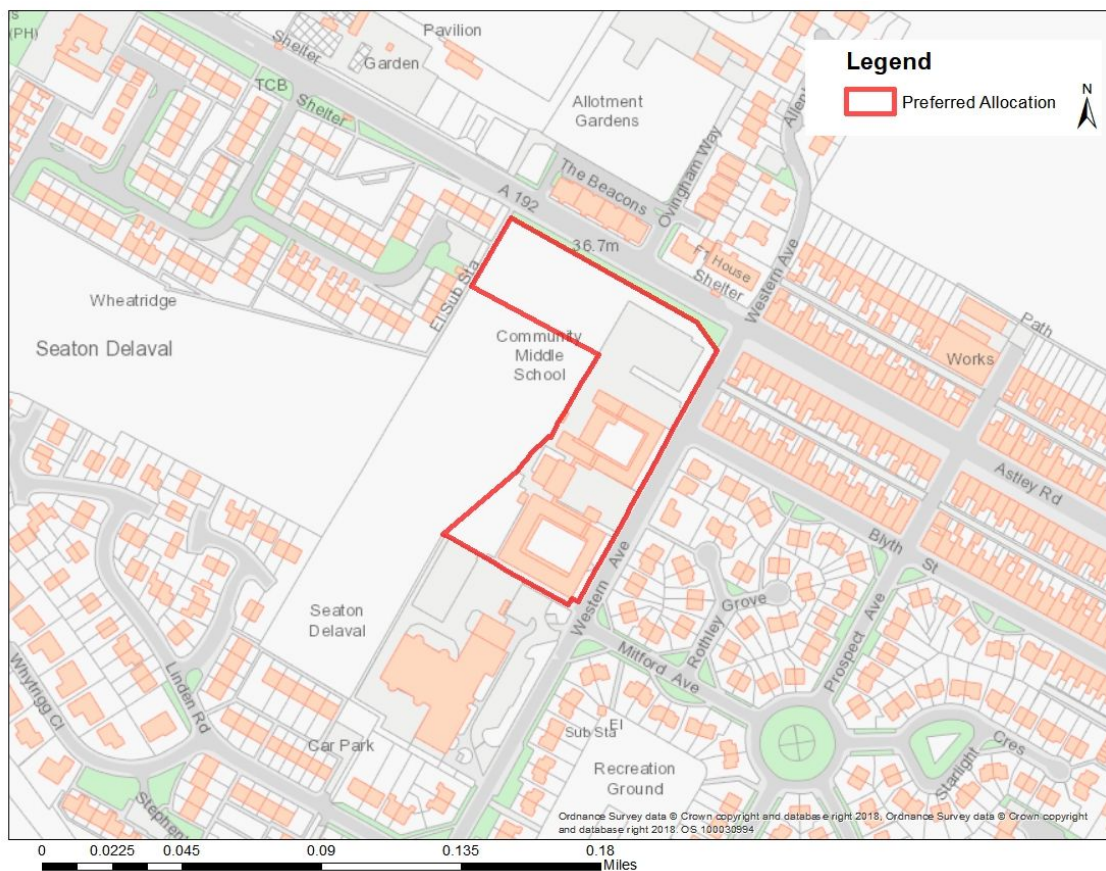 s
(PH)
Shelter
Pavilion
Garden
TCB
Shelter
Allotment
Gardens
Legend
Preferred Allocation
N
The Beacons
Ovingham Way
A 192
36.7m
House
Shelter
Western Ave
Path
Works
Wheatridge
El Sub Sta
Seaton Delaval
Community
Middle
School
Astley Rd
Blyth St
Western Ave
Rothley Grove
Prospect Ave
Mitford Ave
Seaton
Delaval
Whytrigg Cl
Linden Rd
Car Park
El
Sub Sta
Recreation
Ground
Starlight Cres
Ordnance Survey data © Crown copyright and database right 2018. Ordnance Survey data © Crown copyright
and database right 2018. OS 100030994
0 0.0225 0.045 0.09 0.135 0.18
Miles